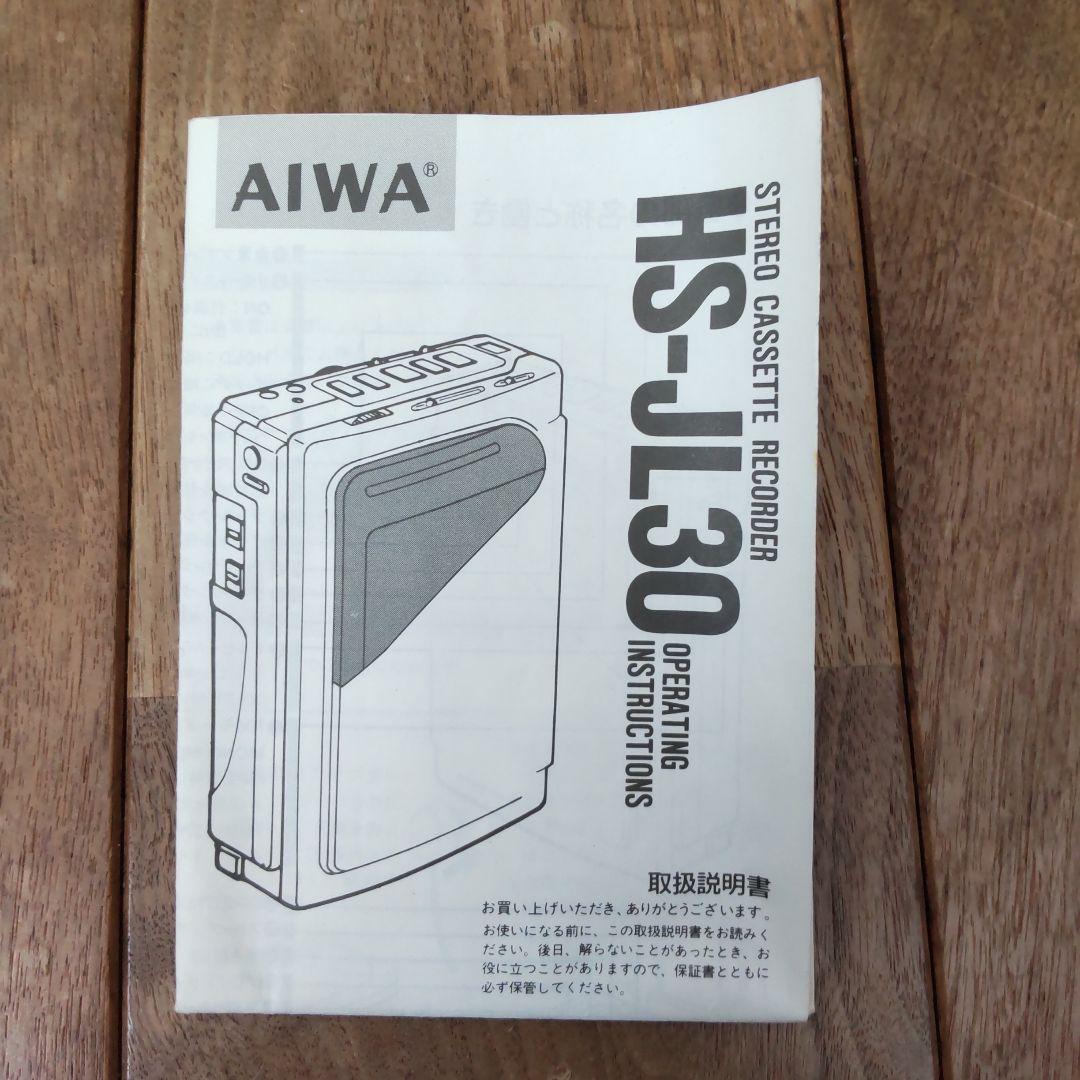 AIWA®
STEREO CASSETTE RECORDER
HS-JL30
OPERATING
INSTRUCTIONS
取扱説明書
お買い上げいただき、ありがとうございます。
お使いになる前に、この取扱説明書をお読みく
ださい。後日、解らないことがあったとき、お
役に立つことがありますので、保証書とともに
必ず保管してください。